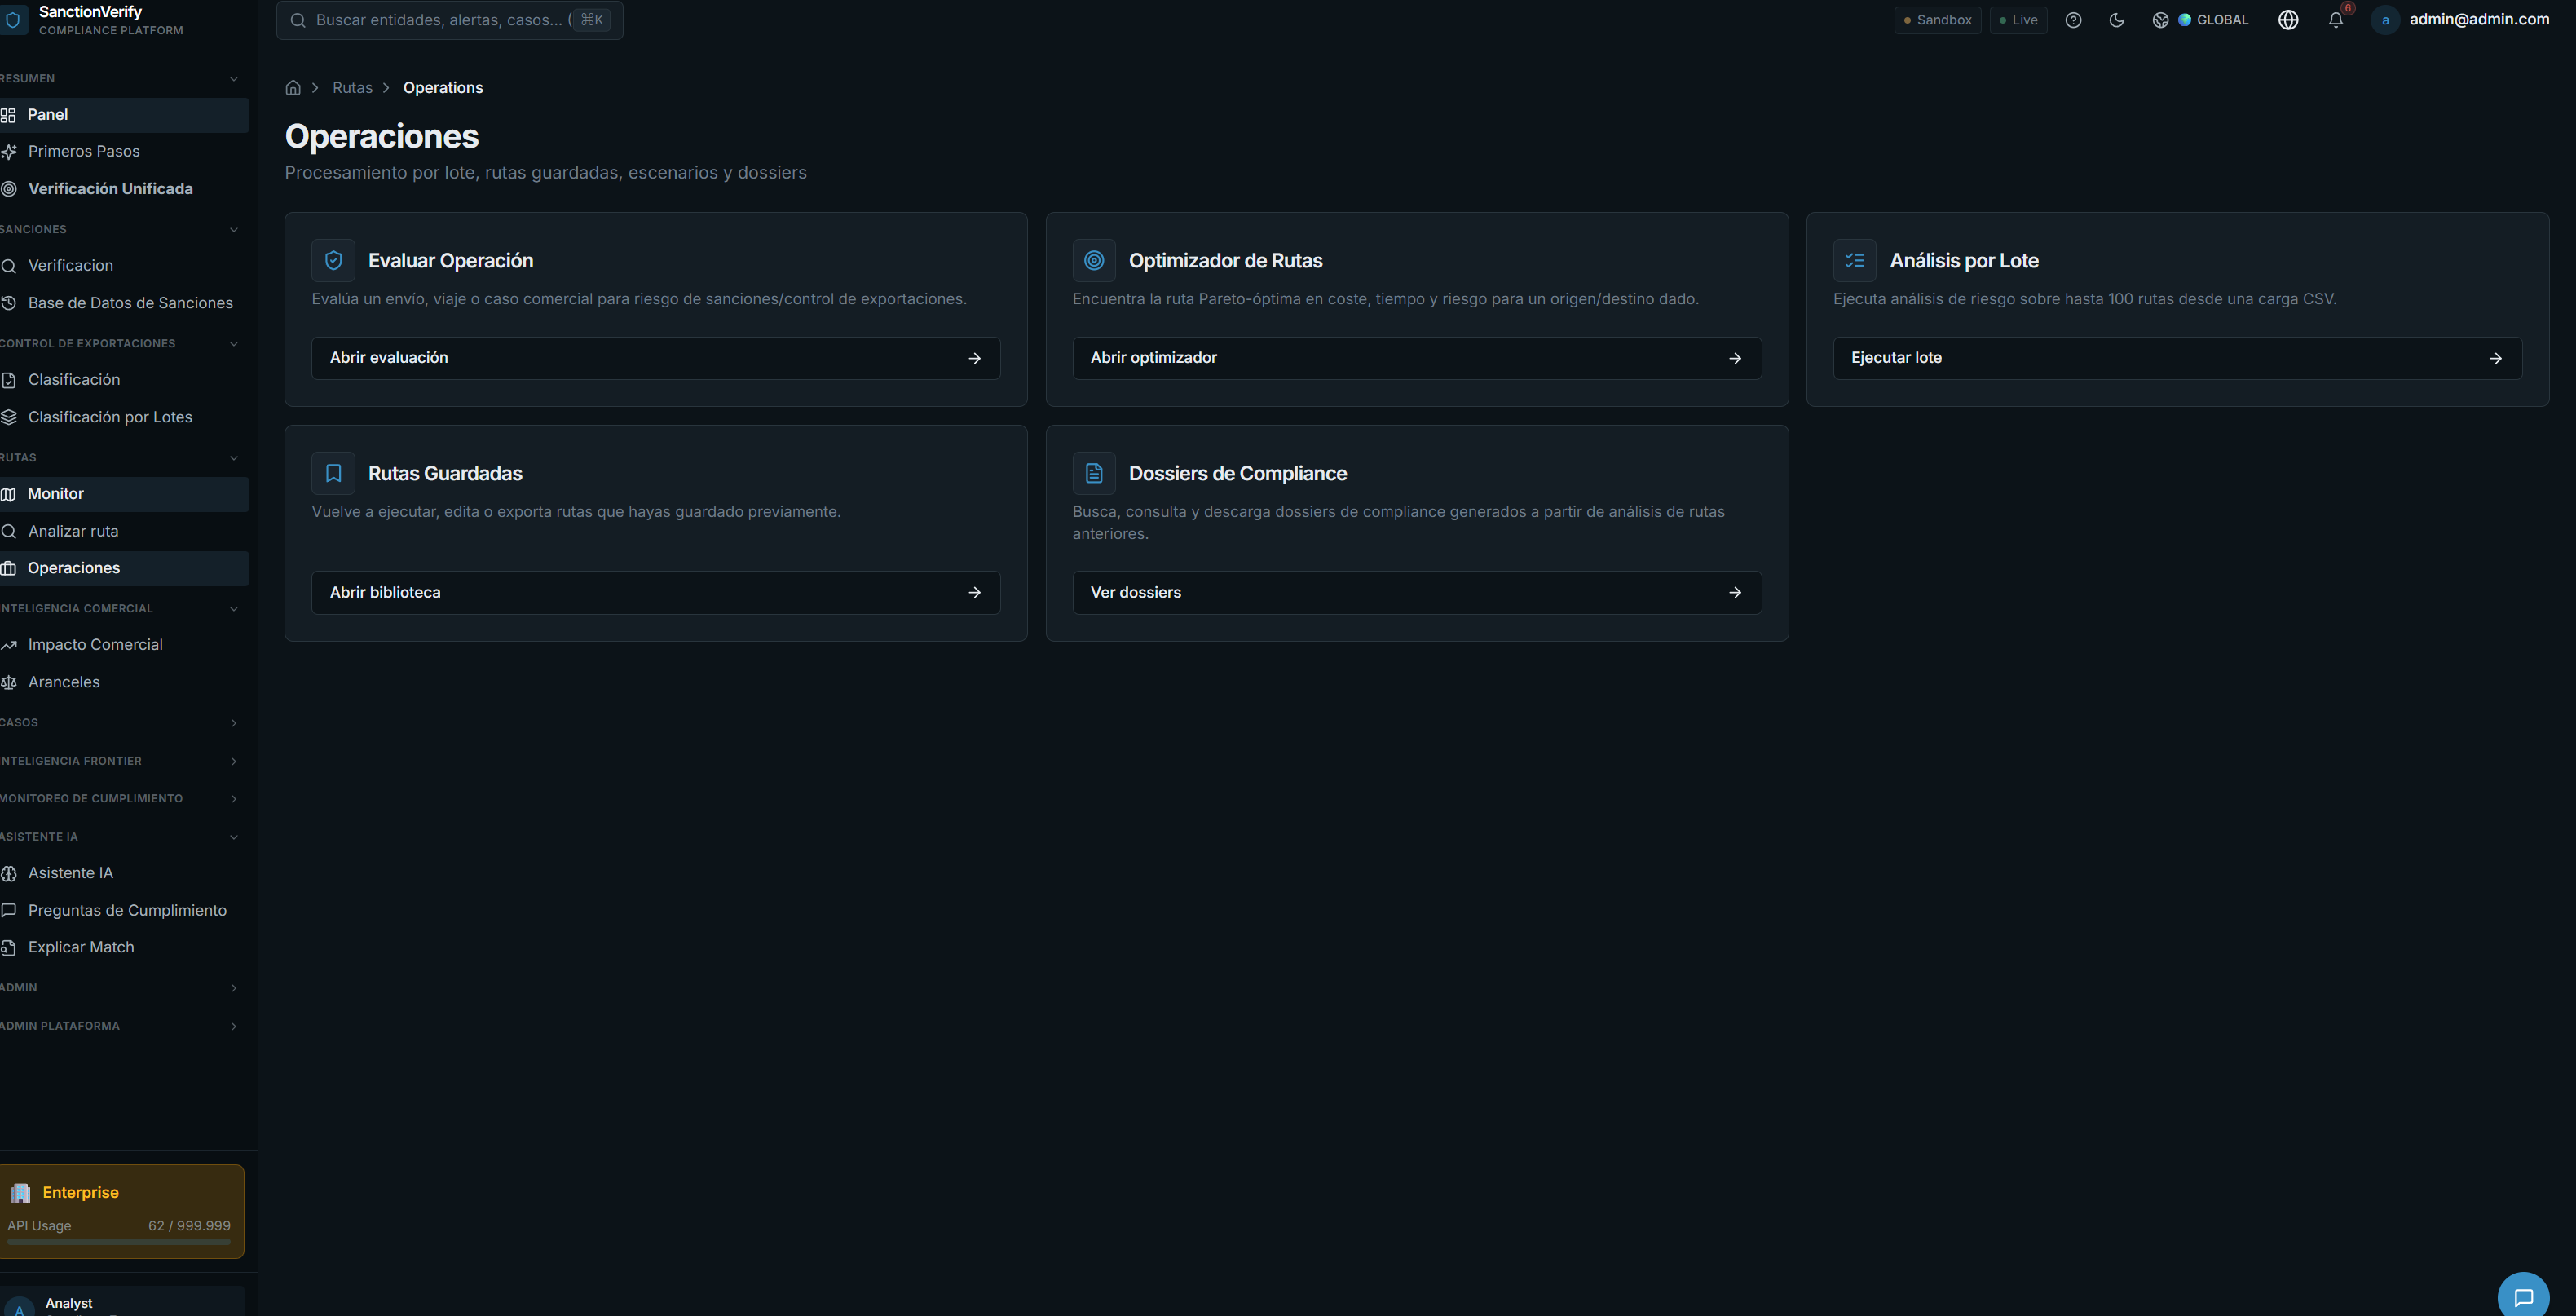 SanctionVerify
COMPLIANCE PLATFORM
Buscar entidades, alertas, casos... (⌘K
Sandbox
Live
GLOBAL
6
a
admin@admin.com
RESUMEN
Panel
Primeros Pasos
Verificación Unificada
SANCIONES
Verificacion
Base de Datos de Sanciones
CONTROL DE EXPORTACIONES
Clasificación
Clasificación por Lotes
RUTAS
Monitor
Analizar ruta
Operaciones
INTELIGENCIA COMERCIAL
Impacto Comercial
Aranceles
CASOS
INTELIGENCIA FRONTIER
MONITOREO DE CUMPLIMIENTO
ASISTENTE IA
Asistente IA
Preguntas de Cumplimiento
Explicar Match
ADMIN
ADMIN PLATAFORMA
Enterprise
API Usage 62 / 999.999
A
Analyst
Rutas > Operations
Operaciones
Procesamiento por lote, rutas guardadas, escenarios y dossiers
Evaluar Operación
Evalúa un envío, viaje o caso comercial para riesgo de sanciones/control de exportaciones.
Abrir evaluación
Optimizador de Rutas
Encuentra la ruta Pareto-óptima en coste, tiempo y riesgo para un origen/destino dado.
Abrir optimizador
Análisis por Lote
Ejecuta análisis de riesgo sobre hasta 100 rutas desde una carga CSV.
Ejecutar lote
Rutas Guardadas
Vuelve a ejecutar, edita o exporta rutas que hayas guardado previamente.
Abrir biblioteca
Dossiers de Compliance
Busca, consulta y descarga dossiers de compliance generados a partir de análisis de rutas
anteriores.
Ver dossiers